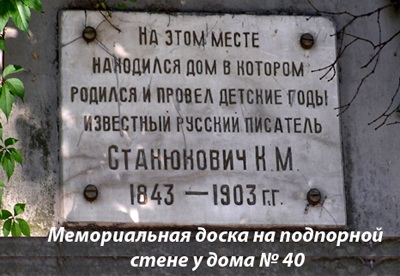 НА ЭТОМ МЕСТЕ
НАХОДИЛСЯ ДОМ В КОТОРОМ
РОДИЛСЯ И ПРОВЕЛ ДЕТСКИЕ ГОДЫ
ИЗВЕСТНЫЙ РУССКИЙ ПИСАТЕЛЬ
СТАНЮКОВИЧ К.М.
1843 — 1903 г.г.
Мемориальная доска на подпорной
стене у дома № 40